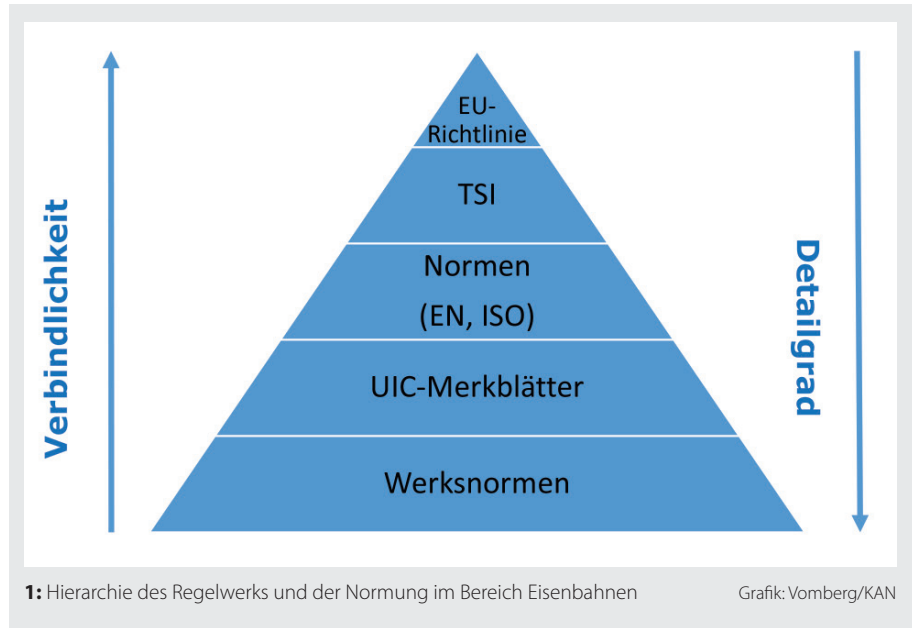 Verbindlichkeit
EU-
Richtlinie
TSI
Normen
(EN, ISO)
UIC-Merkblätter
Werksnormen
Detailgrad
1: Hierarchie des Regelwerks und der Normung im Bereich Eisenbahnen
Grafik: Vomberg/KAN